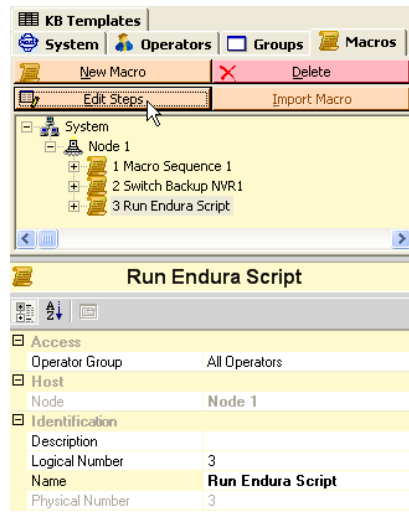 KB Templates
System Operators Groups Macros
New Macro Delete
Edit Steps Import Macro
System
Node 1
1 Macro Sequence 1
2 Switch Backup NVR1
3 Run Endura Script
Run Endura Script
Access
Operator Group All Operators
Host
Node Node 1
Identification
Description
Logical Number 3
Name Run Endura Script
Physical Number 3